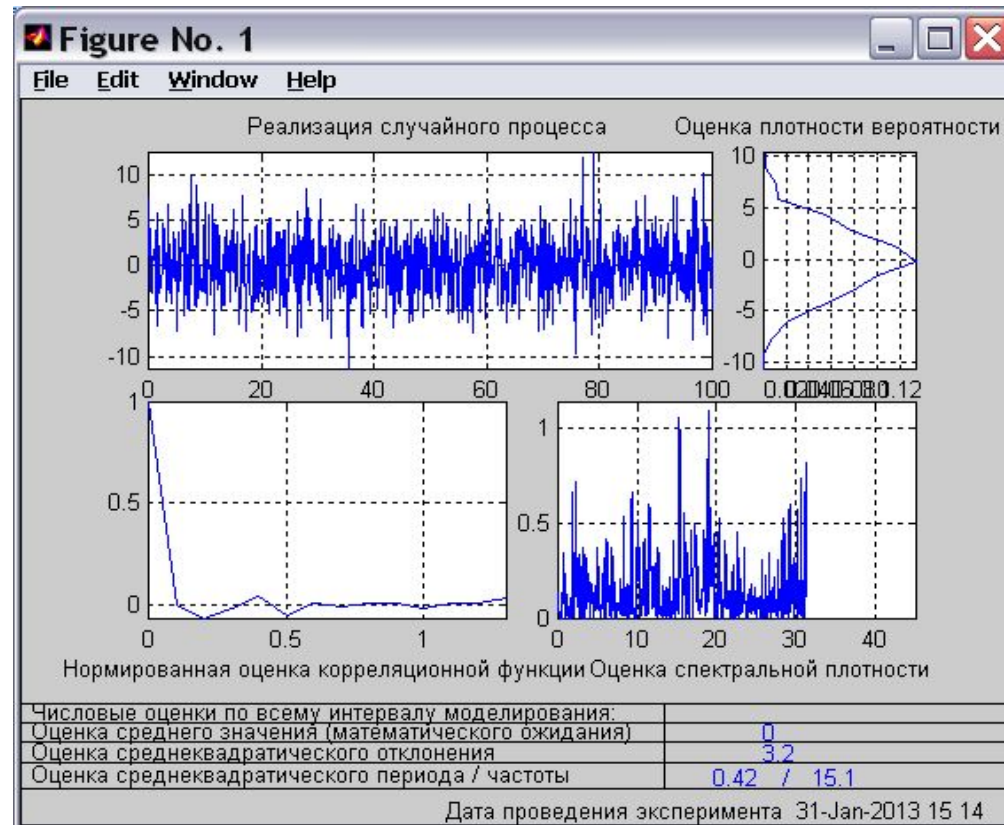 Figure No. 1
File Edit Window Help
Реализация случайного процесса
Оценка плотности вероятности
10
5
0
-5
-10
0 20 40 60 80 100
10
5
0
-5
-10
1
0.5
0
0 0.5 1
1
0.5
0
0 10 20 30 40
Нормированная оценка корреляционной функции
Оценка спектральной плотности
Числовые оценки по всему интервалу моделирования:
Оценка среднего значения (математического ожидания) 0
Оценка среднеквадратического отклонения 3.2
Оценка среднеквадратического периода / частоты 0.42 / 15.1
Дата проведения эксперимента 31-Jan-2013 15 14